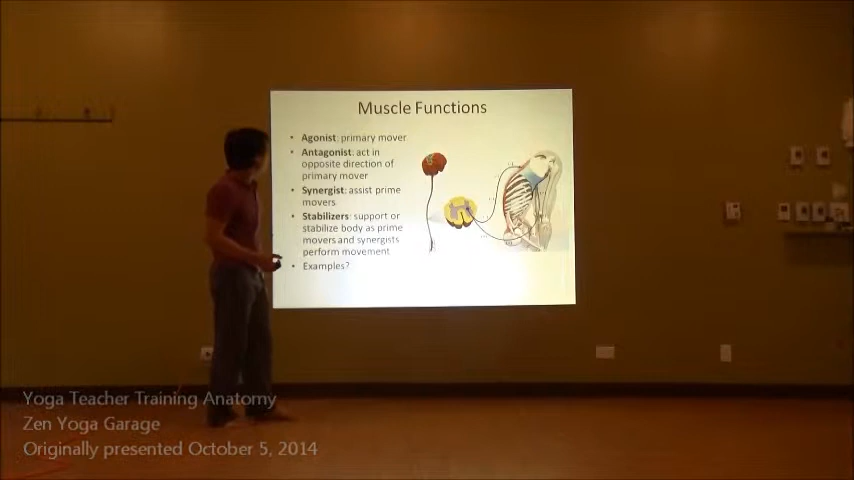 Muscle Functions
• Agonist: primary mover
• Antagonist: act in
opposite direction of
primary mover
• Synergist: assist prime
movers
• Stabilizers: support or
stabilize body as prime
movers and synergists
perform movement
• Examples?
Yoga Teacher Training Anatomy
Zen Yoga Garage
Originally presented October 5, 2014